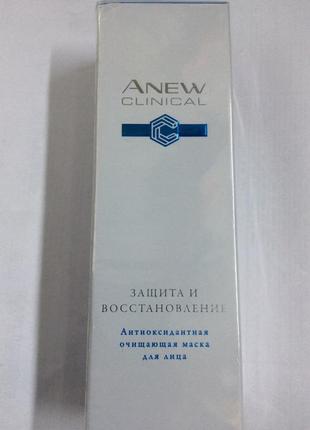 ANEW
CLINICAL
ЗАЩИТА И
ВОССТАНОВЛЕНИЕ
Антиоксидантная
очищающая маска
для лица